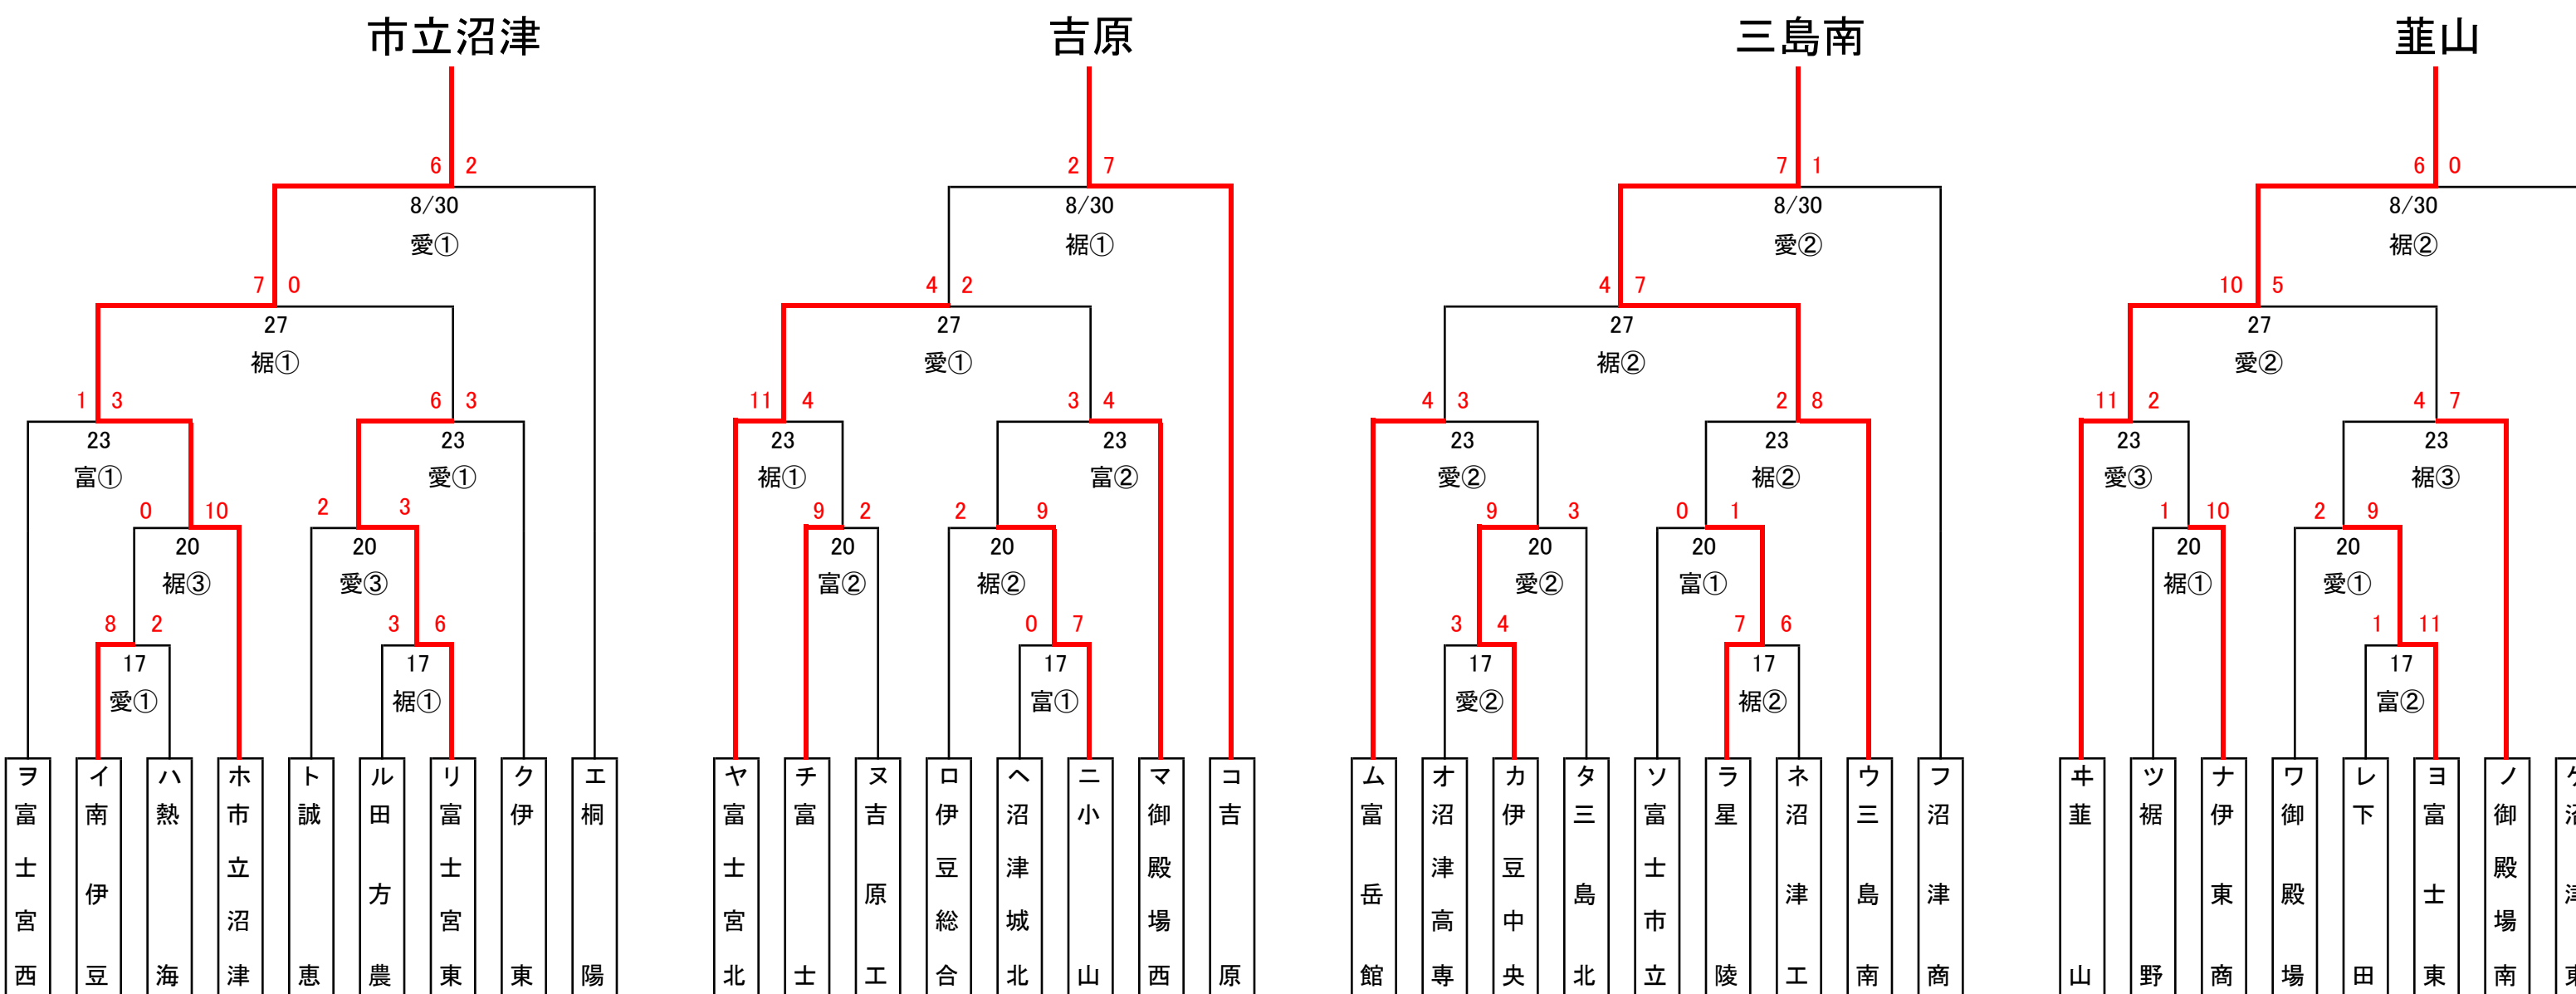 市立沼津 吉原 三島南 韮山
6 2 2 7 7 1 6 0
8/30 8/30 8/30 8/30
愛① 裾① 愛② 裾②
7 0 4 2 4 7 10 5
27 27 27 27
裾① 愛① 裾② 愛②
1 3 6 3 11 4 3 4 4 3 2 8 11 2 4 7
23 23 23 23 23 23 23 23
富① 愛① 裾① 富② 愛② 裾② 愛③ 裾③
0 10 2 3 9 2 2 9 9 3 0 1 1 10 2 9
20 20 20 20 20 20 20 20
裾③ 愛③ 富② 裾② 愛② 富① 裾① 愛①
8 2 3 6 0 7 3 4 7 6 1 11
17 17 17 17 17 17
愛① 裾① 富① 愛② 裾② 富②
ヲ富士宮西
イ南伊豆
ハ熱海
ホ市立沼津
ト誠恵
ル田方農
リ富士宮東
ク伊東
エ桐陽
ヤ富士宮北
チ富士
ヌ吉原工
ロ伊豆総合
ヘ沼津城北
ニ小山
マ御殿場西
コ吉原
ム富岳館
オ沼津高専
カ伊豆中央
タ三島北
ソ富士市立
ラ星陵
ネ沼津工
ウ三島南
フ沼津商
ヰ韮山
ツ裾野
ナ伊東商
ワ御殿場
レ下田
ヨ富士東
ノ御殿場南